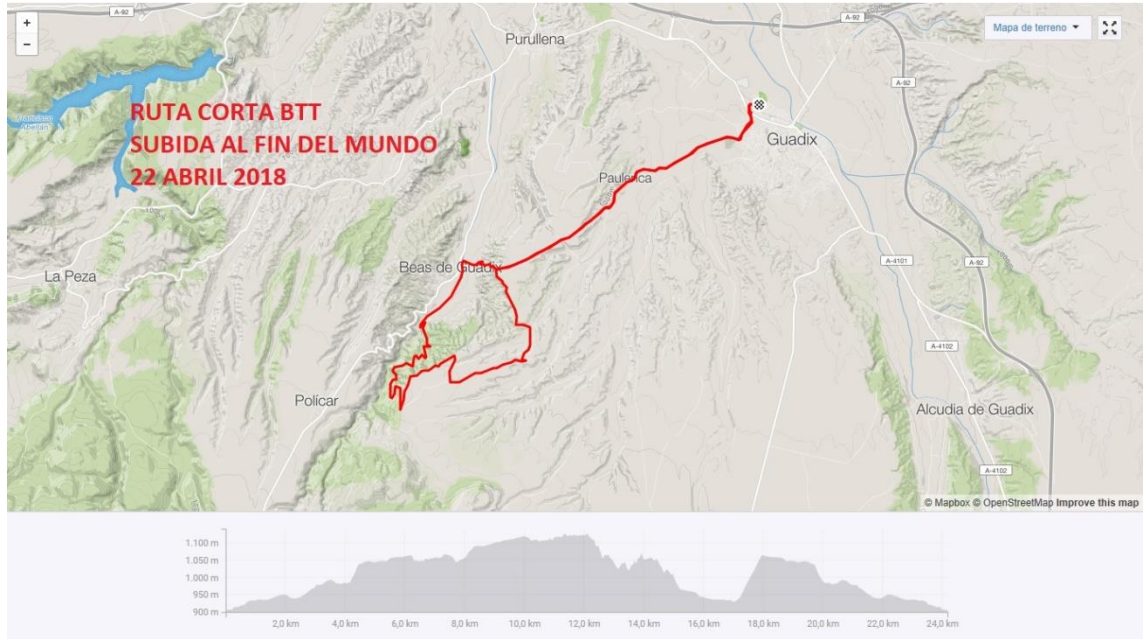 +
−
A-92
A-92
Mapa de terreno
Purullena
A-92
RUTA CORTA BTT
SUBIDA AL FIN DEL MUNDO
22 ABRIL 2018
Francisco
Abellán
Guadix
Paulenca
A-4101
A-92
Beas de Guadix
La Peza
A-4102
Polícar
Alcudia de Guadix
A-4102
© Mapbox © OpenStreetMap Improve this map
1.100 m
1.050 m
1.000 m
950 m
900 m
2,0 km 4,0 km 6,0 km 8,0 km 10,0 km 12,0 km 14,0 km 16,0 km 18,0 km 20,0 km 22,0 km 24,0 km